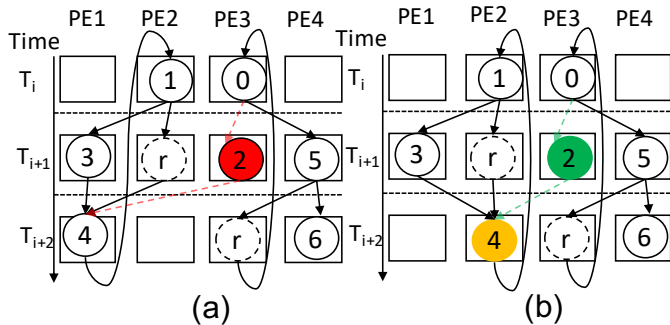 PE1 PE2 PE3 PE4 PE1 PE2 PE3 PE4
Time Time
Ti 1 0 Ti 1 0
Ti+1 3 r 2 5 Ti+1 3 r 2 5
Ti+2 4 r 6 Ti+2 4 r 6
(a) (b)